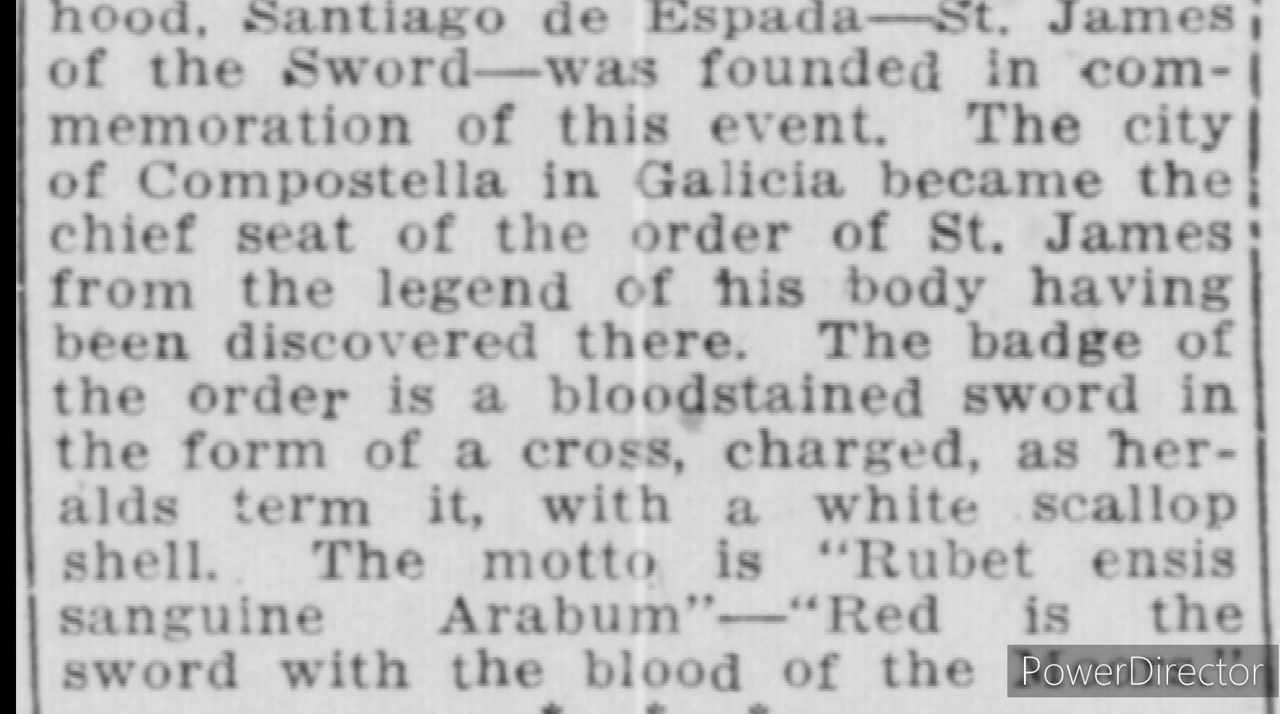 hood, Santiago de Espada—St. James
of the Sword—was founded in com-
memoration of this event. The city
of Compostella in Galicia became the
chief seat of the order of St. James
from the legend of his body having
been discovered there. The badge of
the order is a bloodstained sword in
the form of a cross, charged, as her-
alds term it, with a white scallop
shell. The motto is “Rubet ensis
sanguine Arabum”—“Red is the
sword with the blood of the
* * *
PowerDirector